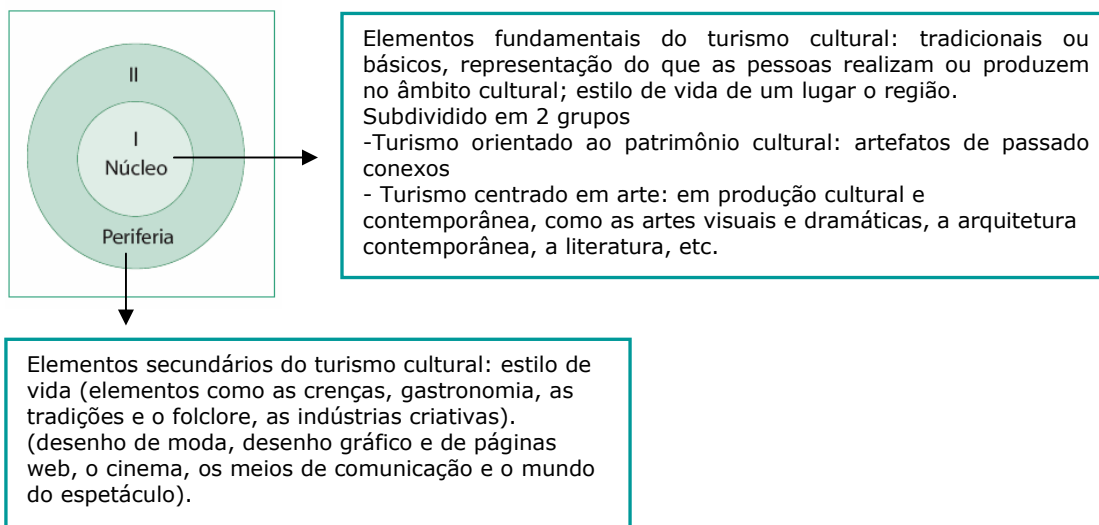 II
I
Núcleo
Periferia
Elementos fundamentais do turismo cultural: tradicionais ou
básicos, representação do que as pessoas realizam ou produzem
no âmbito cultural; estilo de vida de um lugar o região.
Subdividido em 2 grupos
-Turismo orientado ao patrimônio cultural: artefatos de passado
conexos
- Turismo centrado em arte: em produção cultural e
contemporânea, como as artes visuais e dramáticas, a arquitetura
contemporânea, a literatura, etc.
Elementos secundários do turismo cultural: estilo de
vida (elementos como as crenças, gastronomia, as
tradições e o folclore, as indústrias criativas).
(desenho de moda, desenho gráfico e de páginas
web, o cinema, os meios de comunicação e o mundo
do espetáculo).